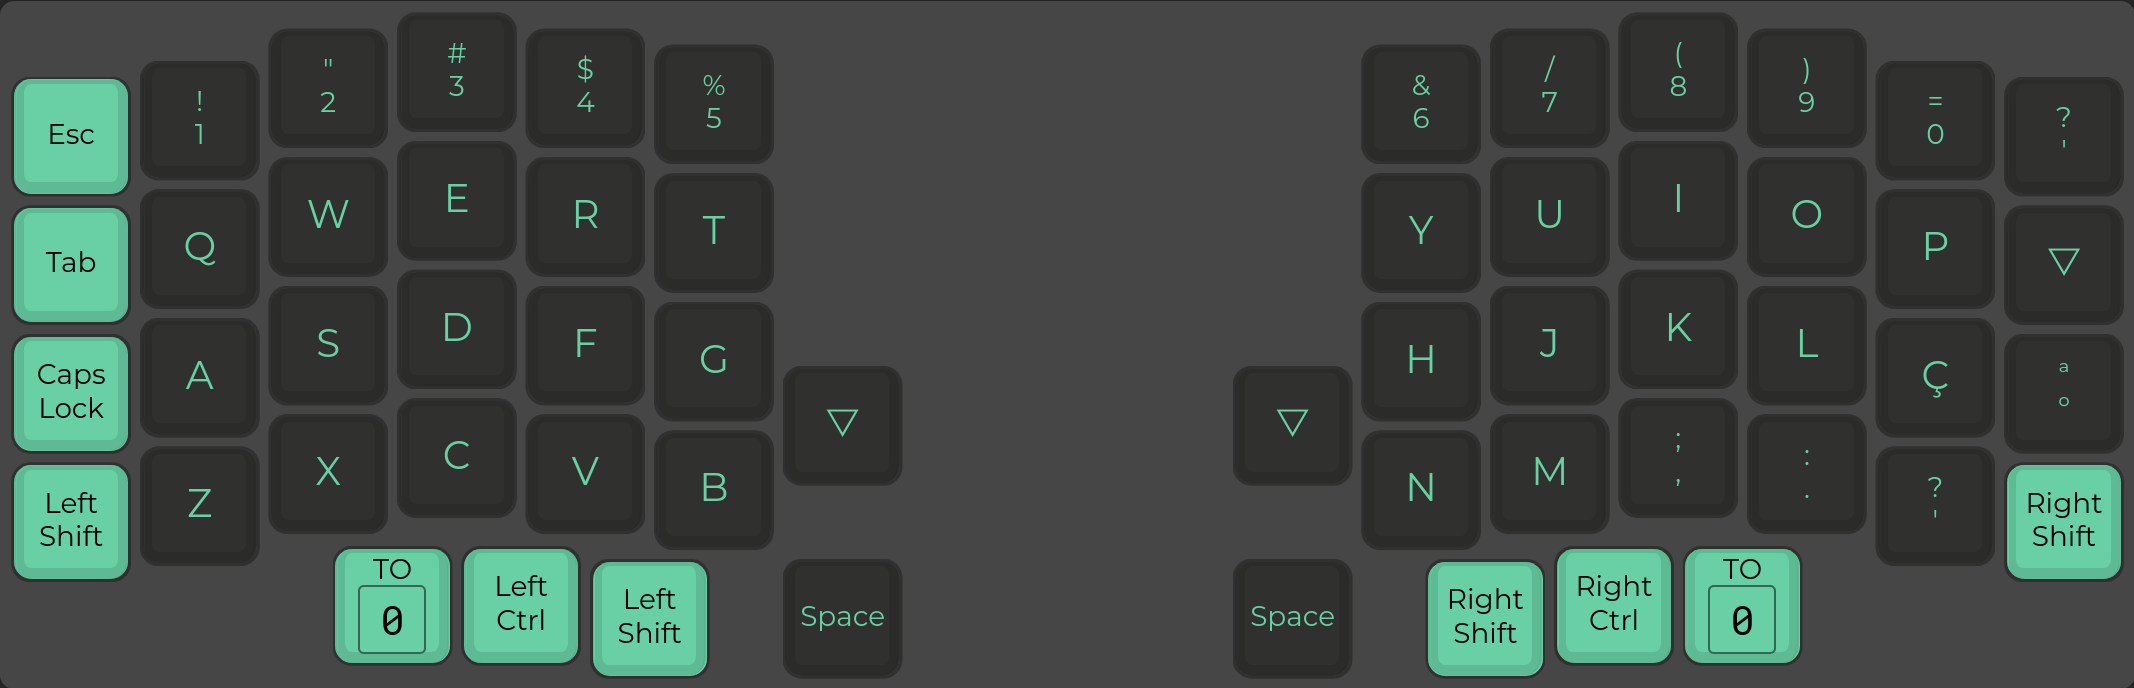 Esc
!
1
"
2
#
3
$
4
%
5
&
6
/
7
(
8
)
9
=
0
?
'
Tab
Q
W
E
R
T
Y
U
I
O
P
Caps
Lock
A
S
D
F
G
H
J
K
L
Ç
ª
º
Left
Shift
Z
X
C
V
B
N
M
;
,
:
.
?
'
Right
Shift
TO
0
Left
Ctrl
Left
Shift
Space
Space
Right
Shift
Right
Ctrl
TO
0